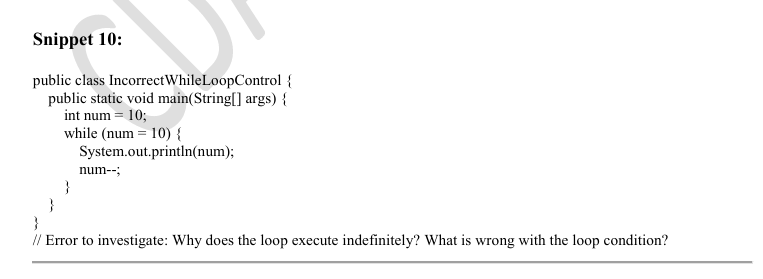 Snippet 10:
public class IncorrectWhileLoopControl {
public static void main(String[] args) {
int num = 10;
while (num = 10) {
System.out.println(num);
num--;
}
}
}
// Error to investigate: Why does the loop execute indefinitely? What is wrong with the loop condition?